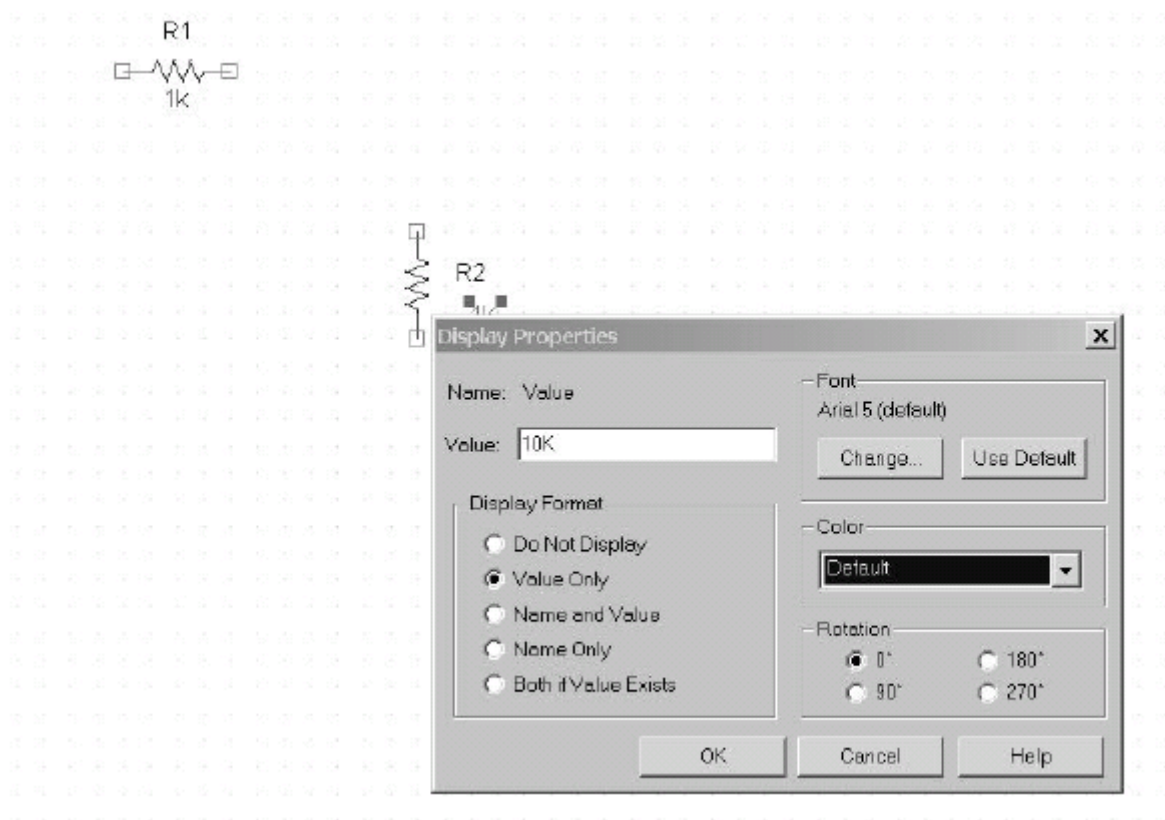 R1
1k
R2
Display Properties
Name: Value
Value: 10K
Display Format
Do Not Display
Value Only
Name and Value
Name Only
Both if Value Exists
Font
Arial 5 (default)
Change...
Use Default
Color
Default
Rotation
0° 180°
90° 270°
OK Cancel Help